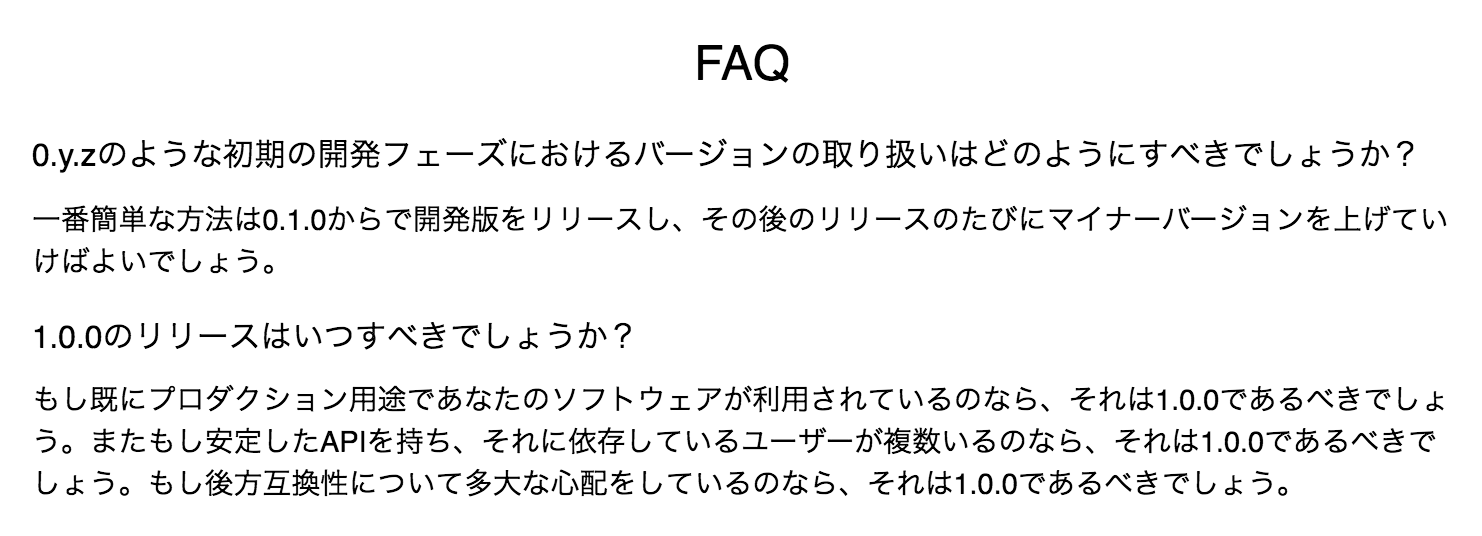 FAQ
0.y.zのような初期の開発フェーズにおけるバージョンの取り扱いはどのようにすべきでしょうか？
一番簡単な方法は0.1.0からで開発版をリリースし、その後のリリースのたびにマイナーバージョンを上げてい
けばよいでしょう。
1.0.0のリリースはいつすべきでしょうか？
もし既にプロダクション用途であなたのソフトウェアが利用されているのなら、それは1.0.0であるべきでしょ
う。またもし安定したAPIを持ち、それに依存しているユーザーが複数いるのなら、それは1.0.0であるべきで
しょう。もし後方互換性について多大な心配をしているのなら、それは1.0.0であるべきでしょう。